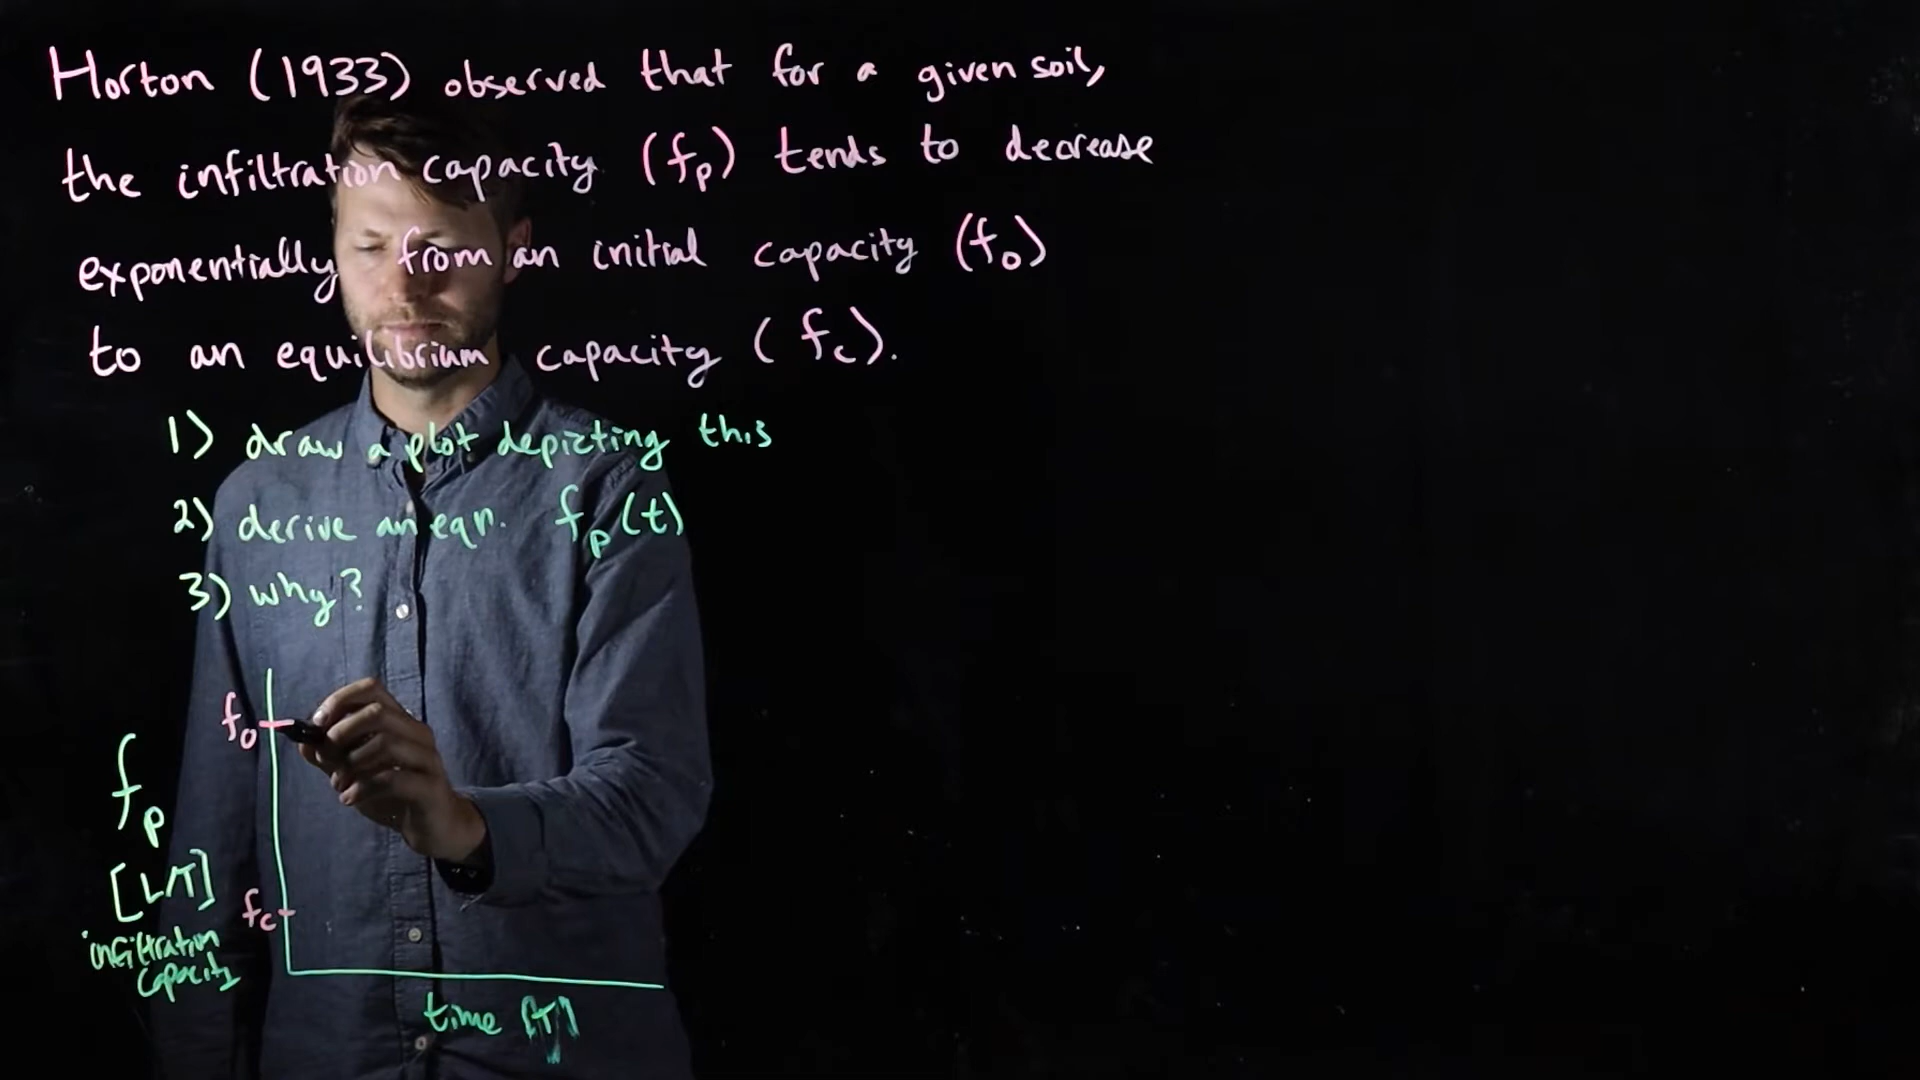 Horton (1933) observed that for a given soil,
the infiltration capacity (fp) tends to decrease
exponentially from an initial capacity (fo)
to an equilibrium capacity (fc).
1) draw a plot depicting this
2) derive an eqn. fp(t)
3) why?
fo
fp
[L/T]
fc
infiltration
capacity
time [T]